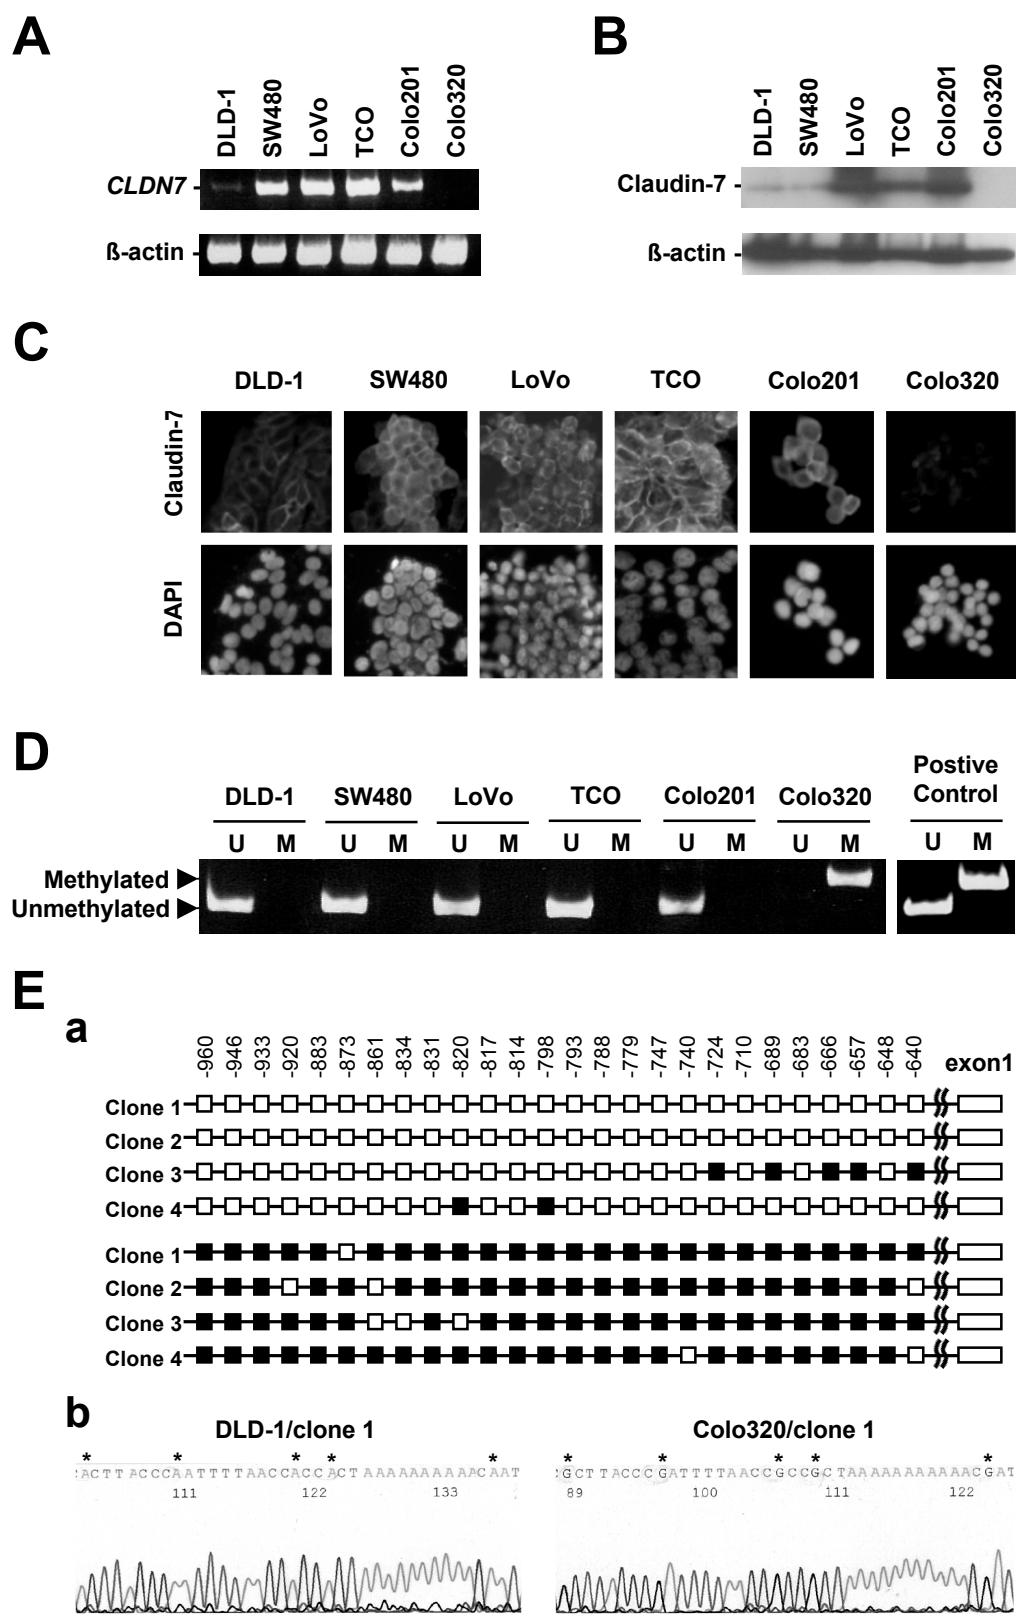 A
DLD-1 SW480 LoVo TCO Colo201 Colo320
CLDN7
ß-actin
B
DLD-1 SW480 LoVo TCO Colo201 Colo320
Claudin-7
ß-actin
C
DLD-1 SW480 LoVo TCO Colo201 Colo320
Claudin-7
DAPI
D
DLD-1 SW480 LoVo TCO Colo201 Colo320 Postive Control
U M U M U M U M U M U M U M
Methylated
Unmethylated
E
a
-960 -946 -933 -920 -883 -873 -861 -834 -831 -820 -817 -814 -798 -793 -788 -779 -747 -740 -724 -710 -689 -683 -666 -657 -648 -640 exon1
Clone 1
Clone 2
Clone 3
Clone 4
Clone 1
Clone 2
Clone 3
Clone 4
b
DLD-1/clone 1
* * * * *
ACTTACCCAATTTTAACCACCACTAAAAAAAAAACAAT
111 122 133
Colo320/clone 1
* * * * *
GCTTACCCGATTTTAACCGCCGCTAAAAAAAAAACGAT
89 100 111 122